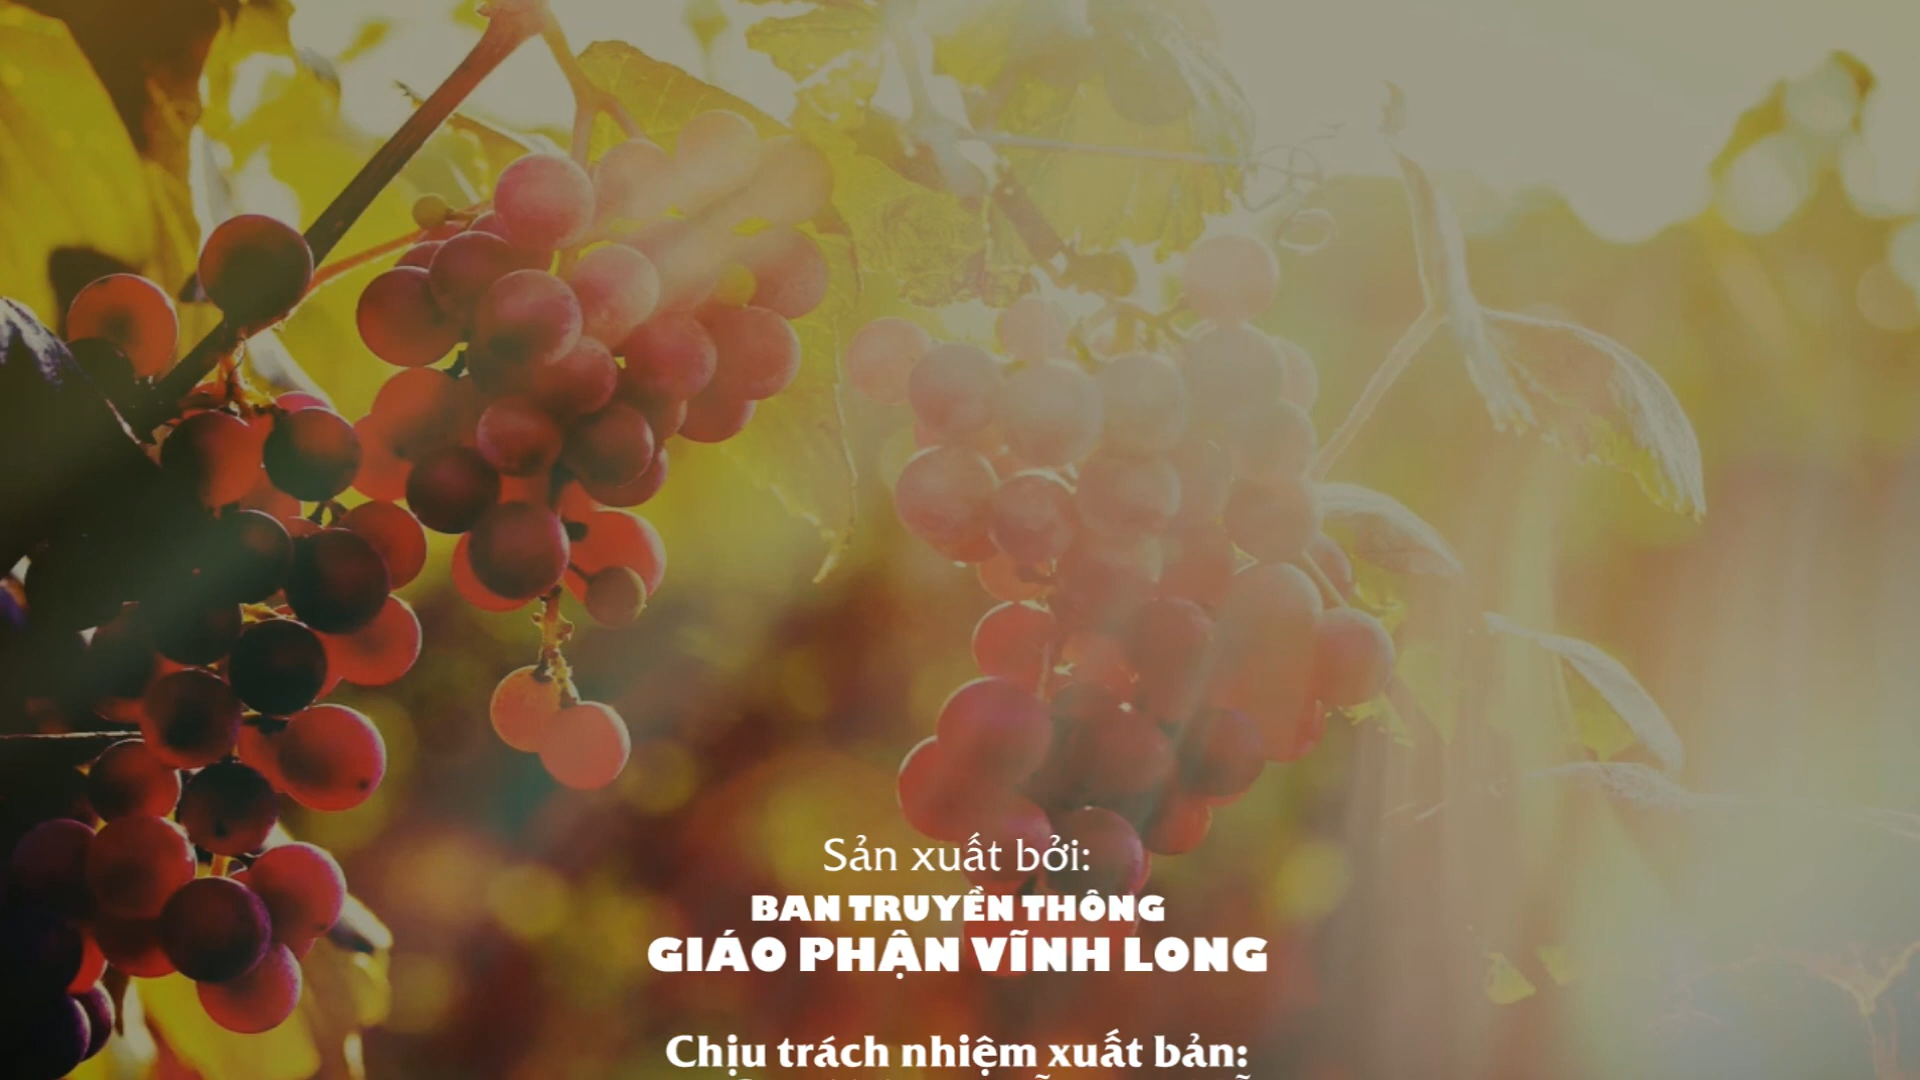 Sản xuất bởi:
BAN TRUYỀN THÔNG
GIÁO PHẬN VĨNH LONG
Chịu trách nhiệm xuất bản: